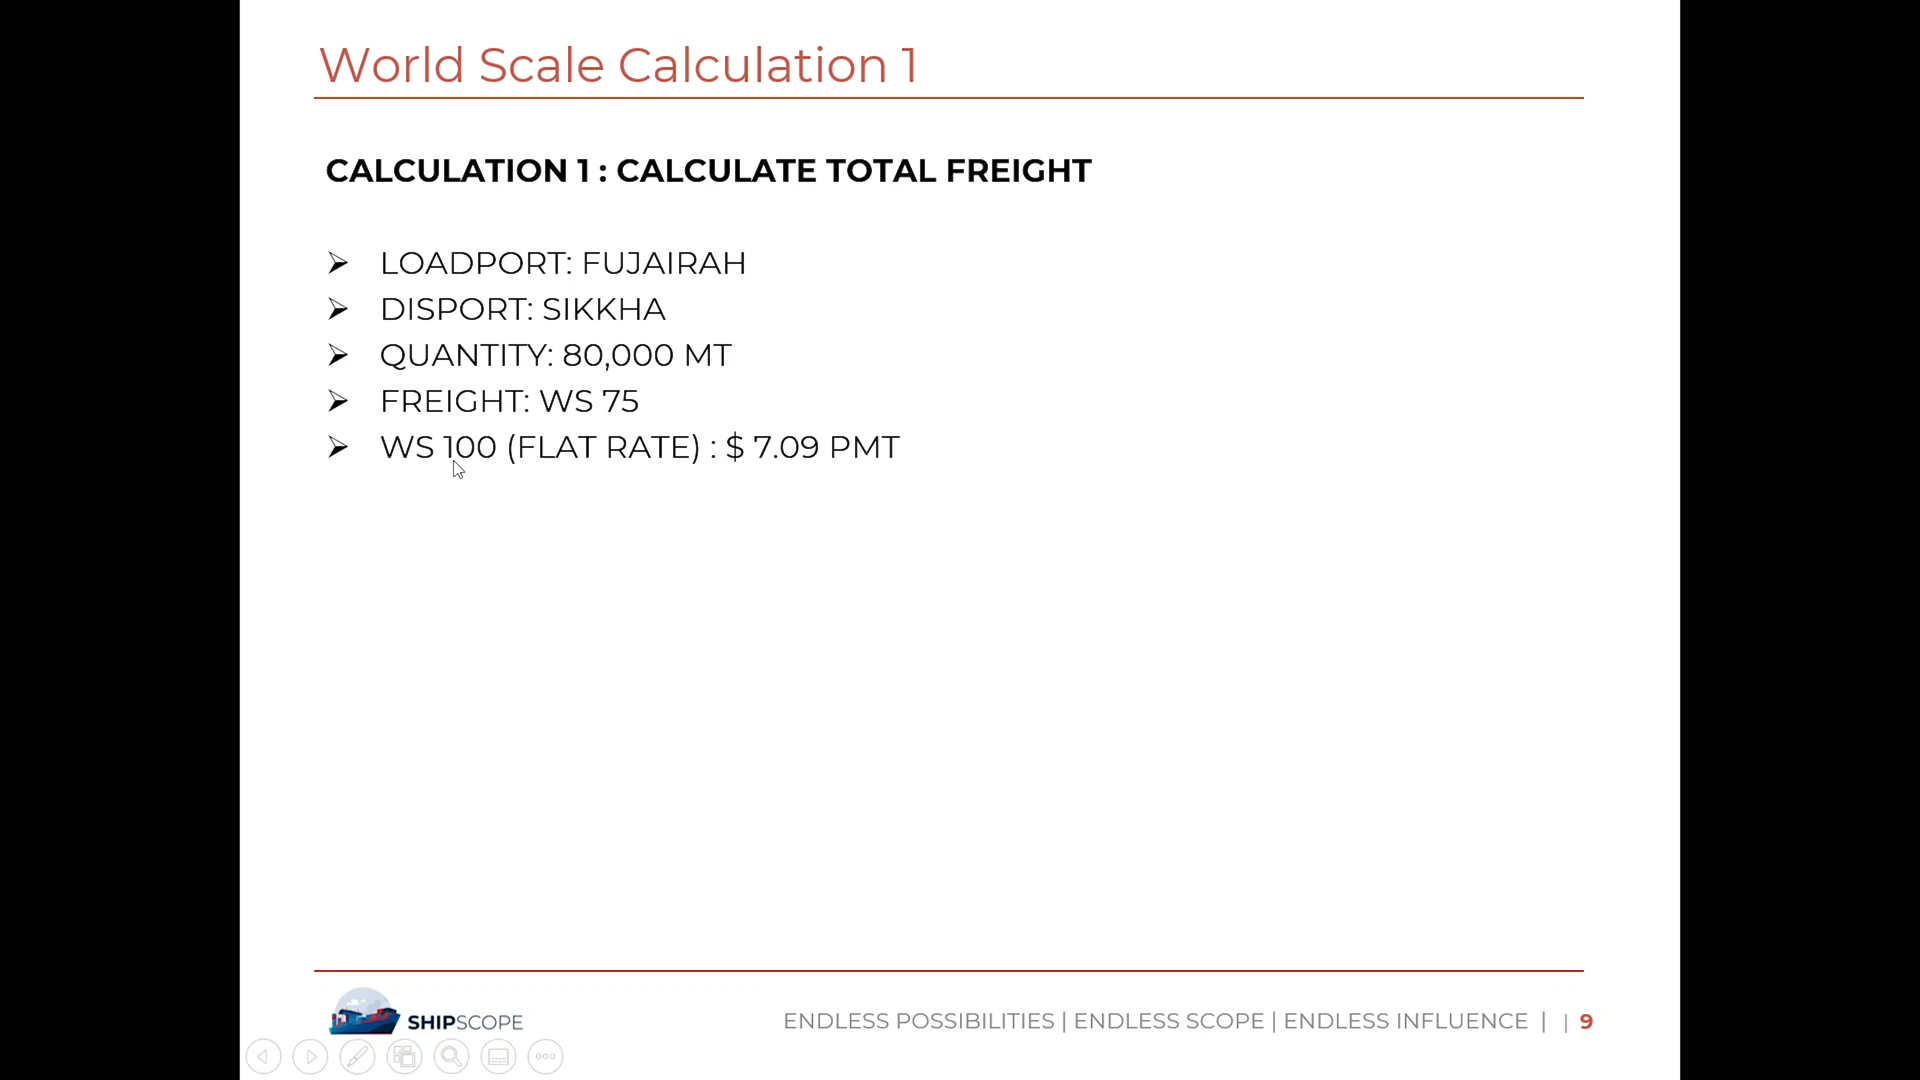 World Scale Calculation 1
CALCULATION 1 : CALCULATE TOTAL FREIGHT
➢ LOADPORT: FUJAIRAH
➢ DISPORT: SIKKHA
➢ QUANTITY: 80,000 MT
➢ FREIGHT: WS 75
➢ WS 100 (FLAT RATE) : $ 7.09 PMT
SHIPSCOPE
ENDLESS POSSIBILITIES | ENDLESS SCOPE | ENDLESS INFLUENCE | | 9